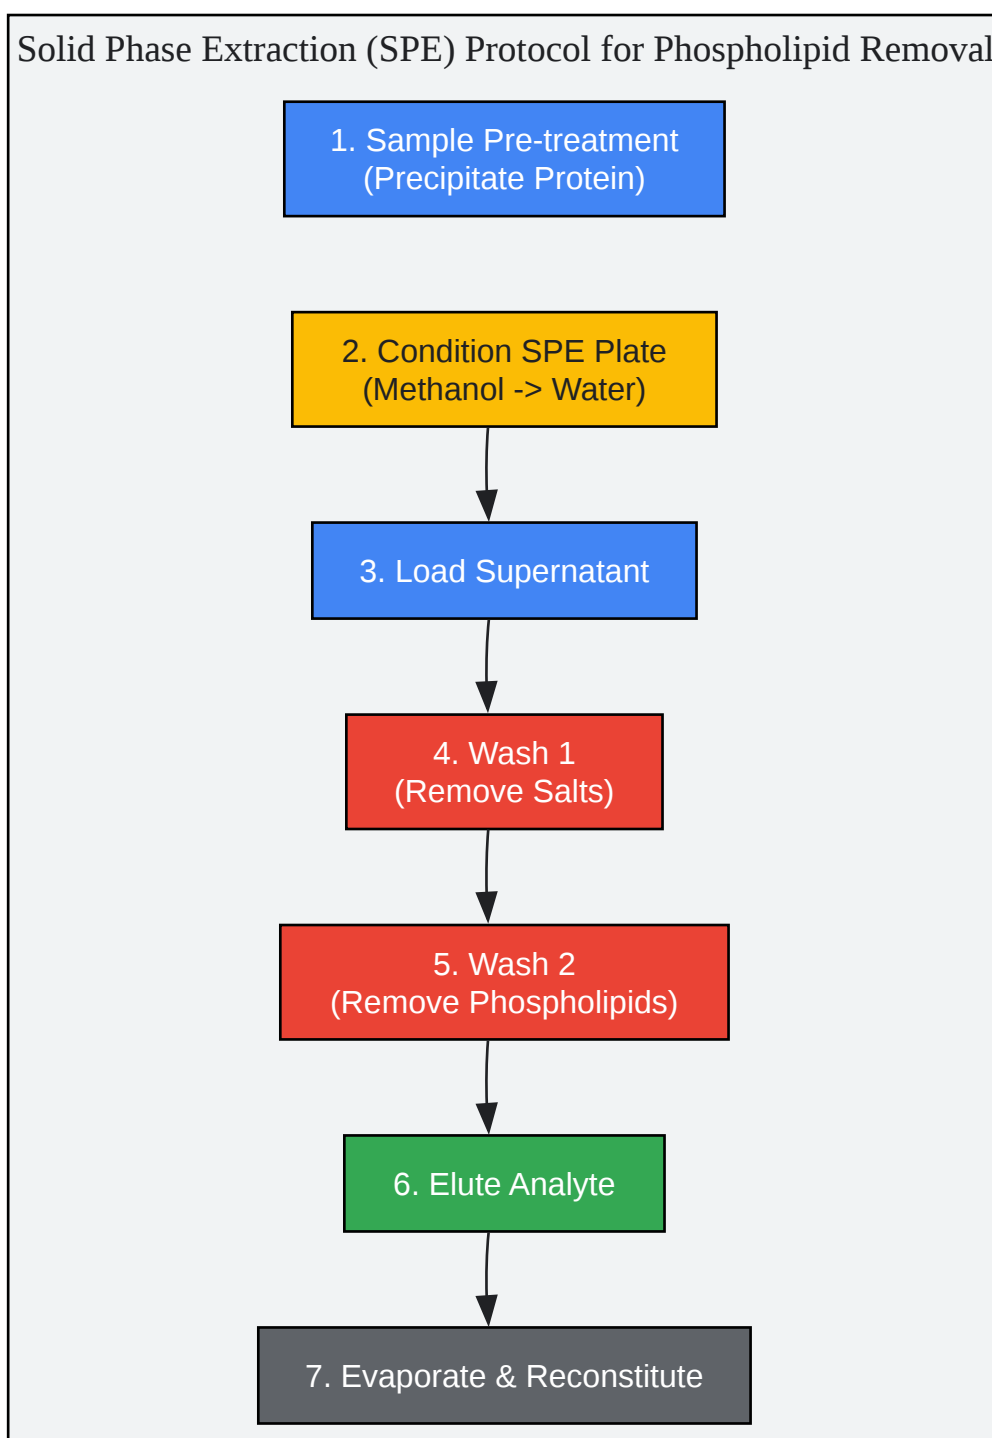 Solid Phase Extraction (SPE) Protocol for Phospholipid Removal
1. Sample Pre-treatment
(Precipitate Protein)
2. Condition SPE Plate
(Methanol -> Water)
3. Load Supernatant
4. Wash 1
(Remove Salts)
5. Wash 2
(Remove Phospholipids)
6. Elute Analyte
7. Evaporate & Reconstitute